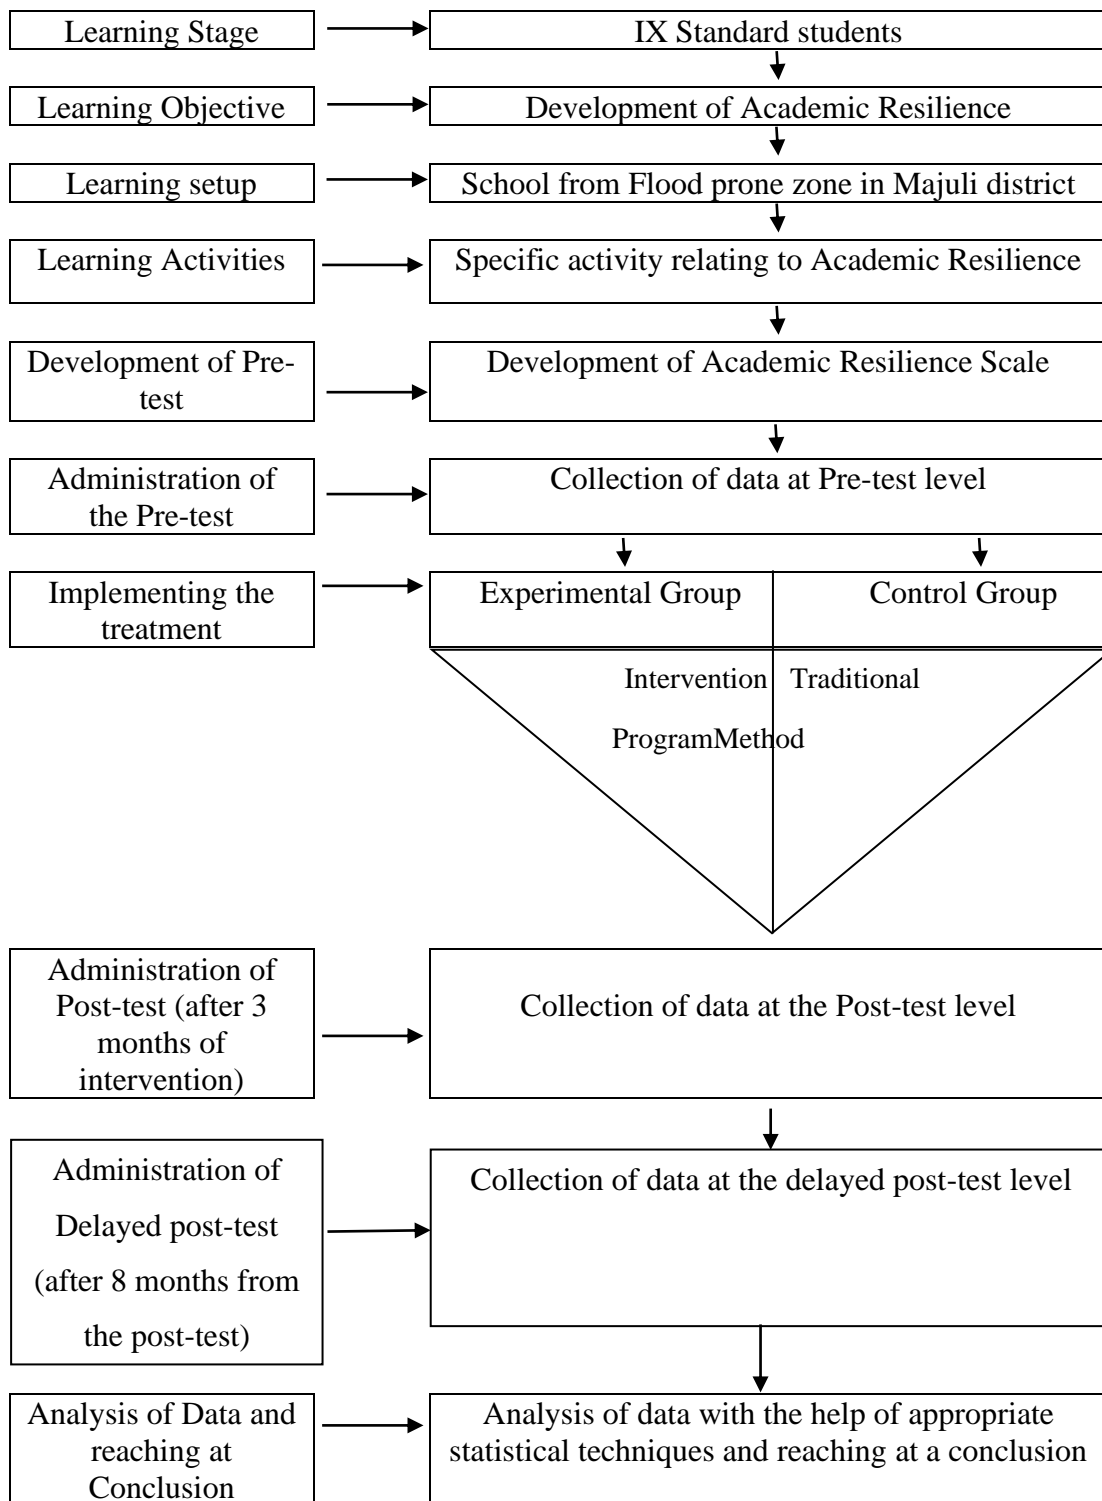 Learning Stage
IX Standard students
Learning Objective
Development of Academic Resilience
Learning setup
School from Flood prone zone in Majuli district
Learning Activities
Specific activity relating to Academic Resilience
Development of Pre-
test
Development of Academic Resilience Scale
Administration of
the Pre-test
Collection of data at Pre-test level
Implementing the
treatment
Experimental Group
Control Group
Intervention
Traditional
ProgramMethod
Administration of
Post-test (after 3
months of
intervention)
Collection of data at the Post-test level
Administration of
Delayed post-test
(after 8 months from
the post-test)
Collection of data at the delayed post-test level
Analysis of Data and
reaching at
Conclusion
Analysis of data with the help of appropriate
statistical techniques and reaching at a conclusion